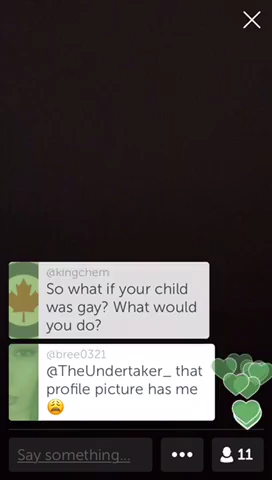 @kingchem
So what if your child
was gay? What would
you do?
@bree0321
@TheUndertaker_ that
profile picture has me
😩
Say something...
11